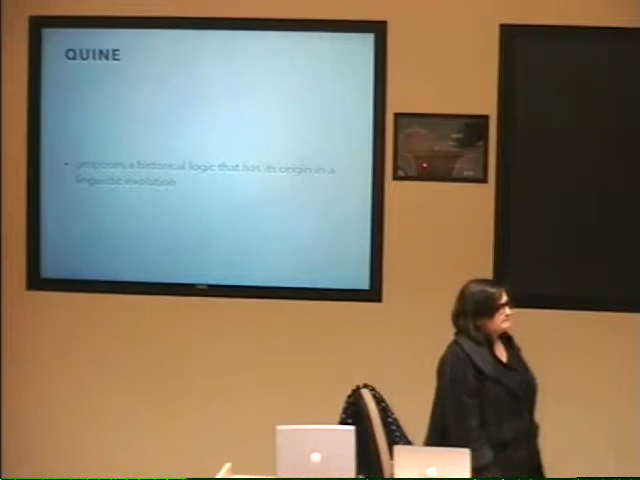 QUINE
• proposes a historical logic that has its origin in a
linguistic evolution